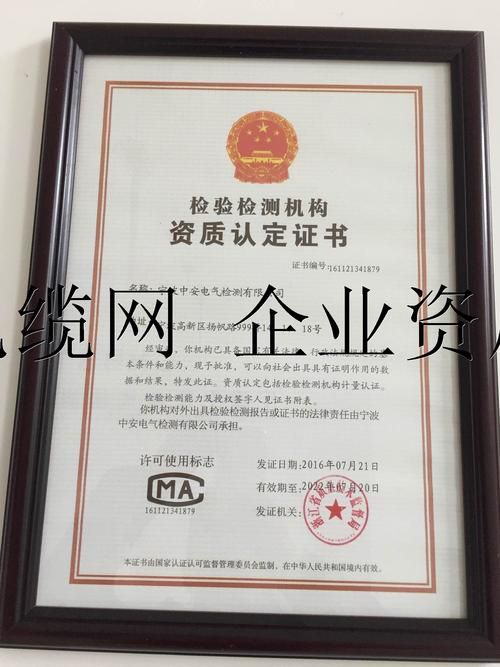 检验检测机构
资质认定证书
证书编号:161121341879
名称:宁波中安电气检测有限公司
缆网 企业资
高新区扬帆路999 18号
你机构已具备国家有关法律、行
本条件和能力,现予批准,可以向社会出具具有证明作用的数
据和结果,特发此证。资质认定包括检验检测机构计量认证。
检验检测能力及授权签字人见证书附表。
你机构对外出具检验检测报告或证书的法律责任由宁波
中安电气检测有限公司承担。
许可使用标志
MA
161121341879
发证日期:2016年07月21日
有效期至:2022年07月20日
发证机关:
浙江省质量技术监督局
本证书由国家认证认可监督管理委员会监制,在中华人民共和国境内有效。